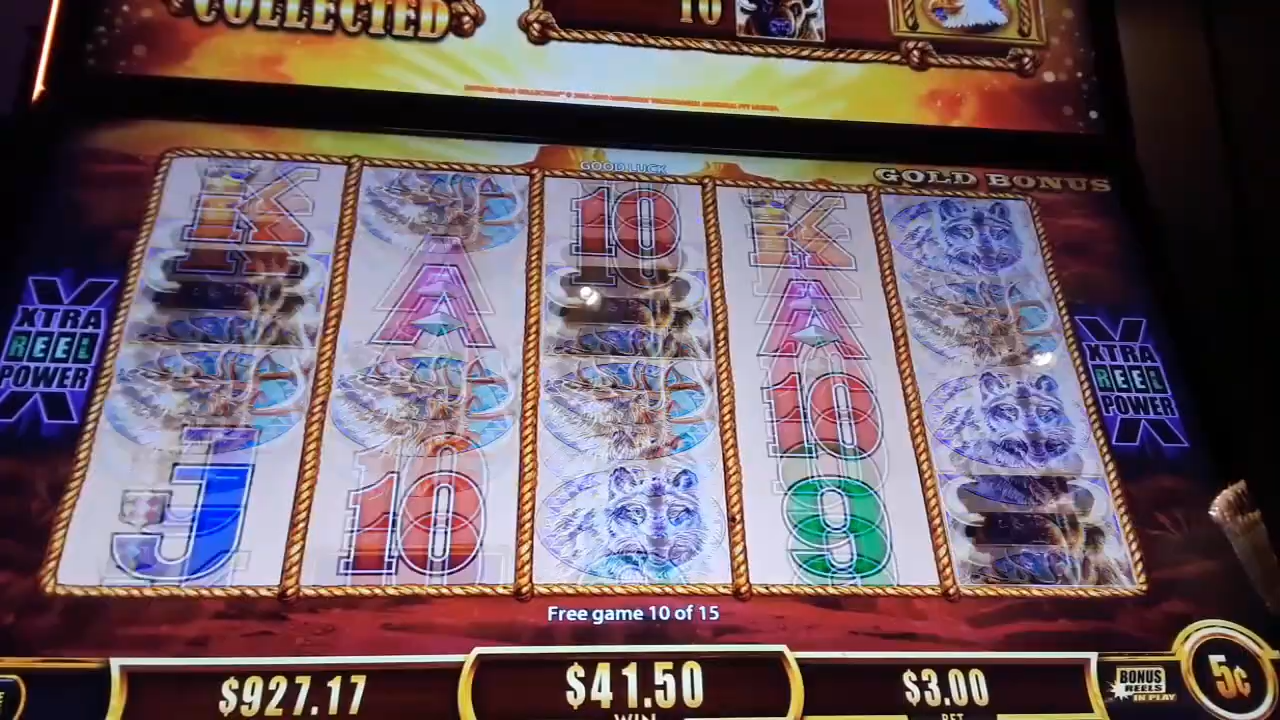 COLLECTED
10
GOOD LUCK
GOLD BONUS
K
10
K
A
A
10
J
10
9
XTRA
REEL
POWER
X
XTRA
REEL
POWER
X
Free game 10 of 15
$927.17
$41.50
WIN
$3.00
BET
BONUS
REELS
IN PLAY
5¢